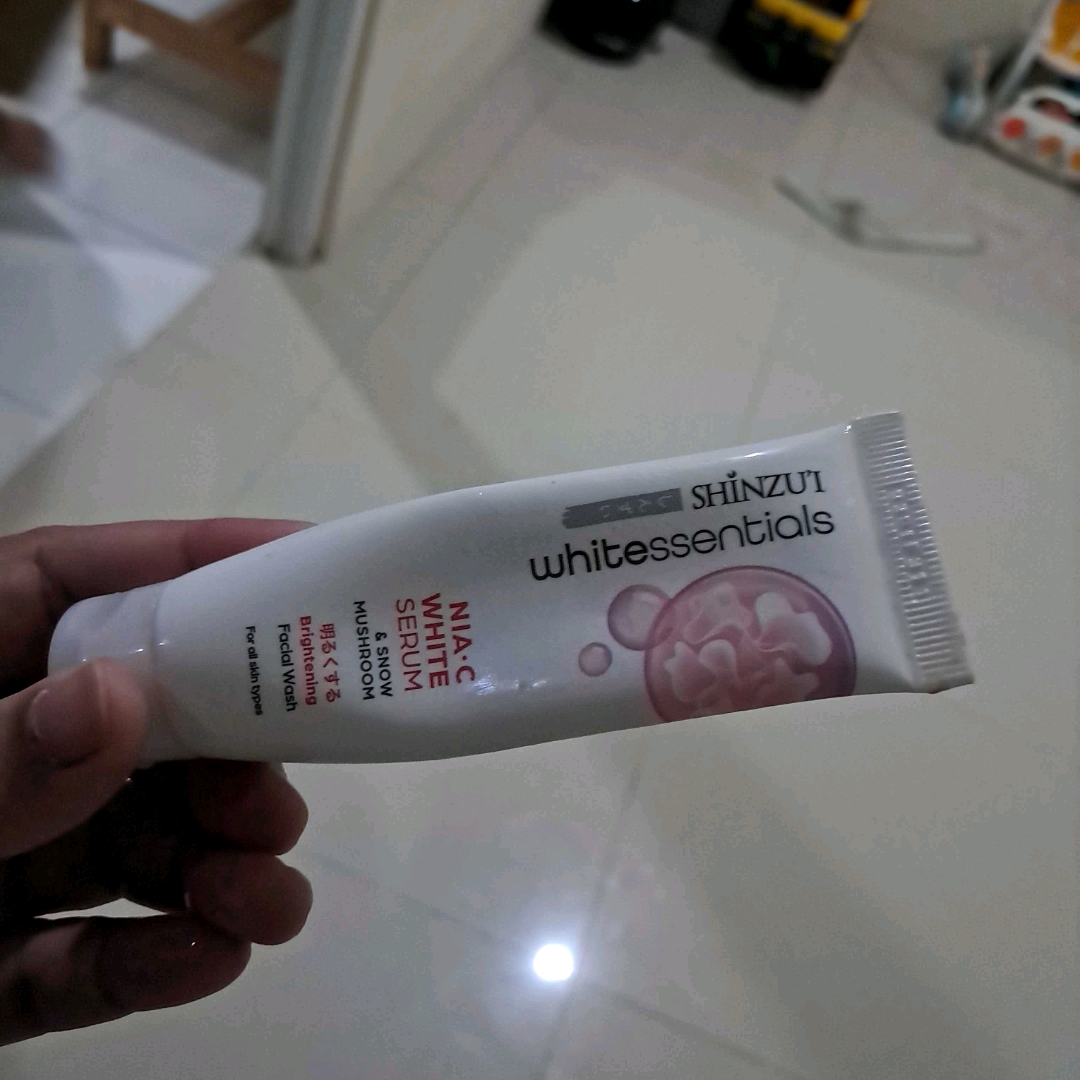 SHINZU'I
whitessentials
NIA·C
WHITE
SERUM
& SNOW
MUSHROOM
明るくする
Brightening
Facial Wash
For all skin types